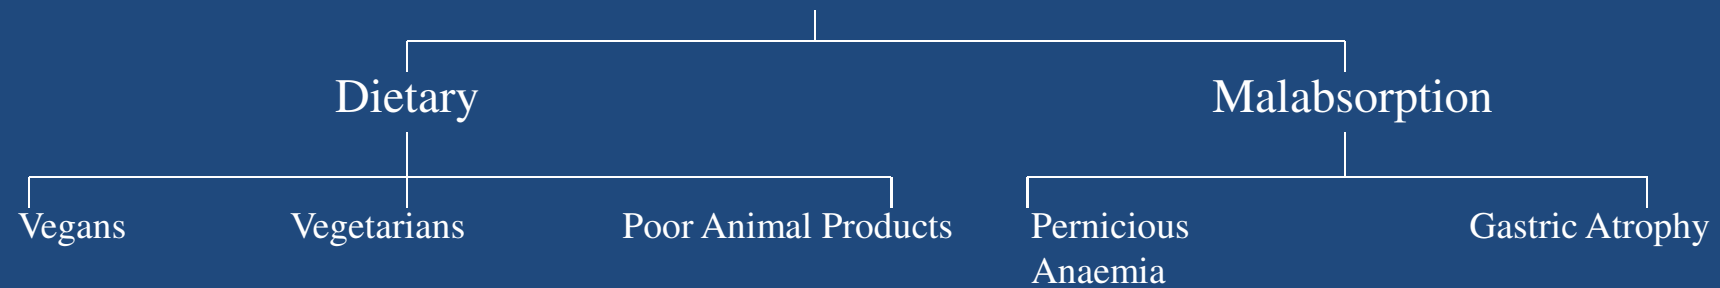 Dietary
Malabsorption
Vegans
Vegetarians
Poor Animal Products
Pernicious
Anaemia
Gastric Atrophy